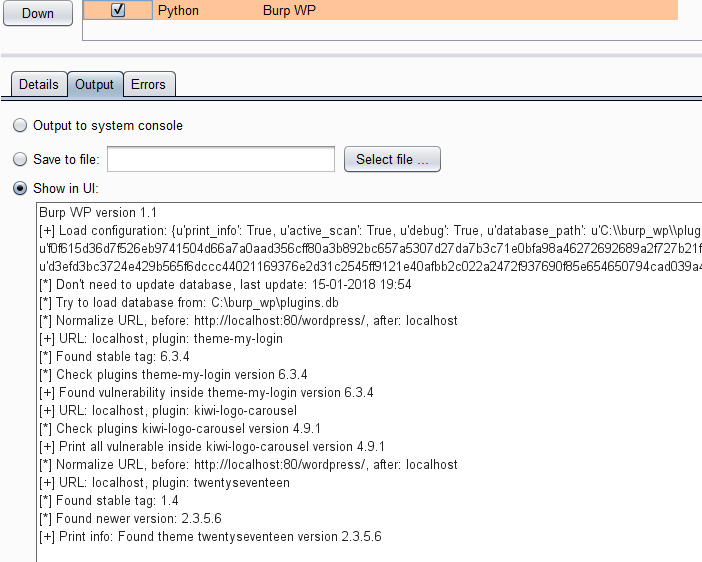 Down
Python Burp WP
Details Output Errors
Output to system console
Save to file: Select file ...
Show in UI:
Burp WP version 1.1
[+] Load configuration: {u'print_info': True, u'active_scan': True, u'debug': True, u'database_path': u'C:\\burp_wp\\plug
u'f0f615d36d7f526eb9741504d66a7a0aad356cff80a3b892bc657a5307d27da7b3c71e0bfa98a46272692689a2f727b21f
u'd3efd3bc3724e429b565f6dccc44021169376e2d31c2545ff9121e40afbb2c022a2472f937690f85e654650794cad039a4
[*] Don't need to update database, last update: 15-01-2018 19:54
[*] Try to load database from: C:\burp_wp\plugins.db
[*] Normalize URL, before: http://localhost:80/wordpress/, after: localhost
[+] URL: localhost, plugin: theme-my-login
[*] Found stable tag: 6.3.4
[*] Check plugins theme-my-login version 6.3.4
[+] Found vulnerability inside theme-my-login version 6.3.4
[+] URL: localhost, plugin: kiwi-logo-carousel
[*] Check plugins kiwi-logo-carousel version 4.9.1
[+] Print all vulnerable inside kiwi-logo-carousel version 4.9.1
[*] Normalize URL, before: http://localhost:80/wordpress/, after: localhost
[+] URL: localhost, plugin: twentyseventeen
[*] Found stable tag: 1.4
[*] Found newer version: 2.3.5.6
[+] Print info: Found theme twentyseventeen version 2.3.5.6